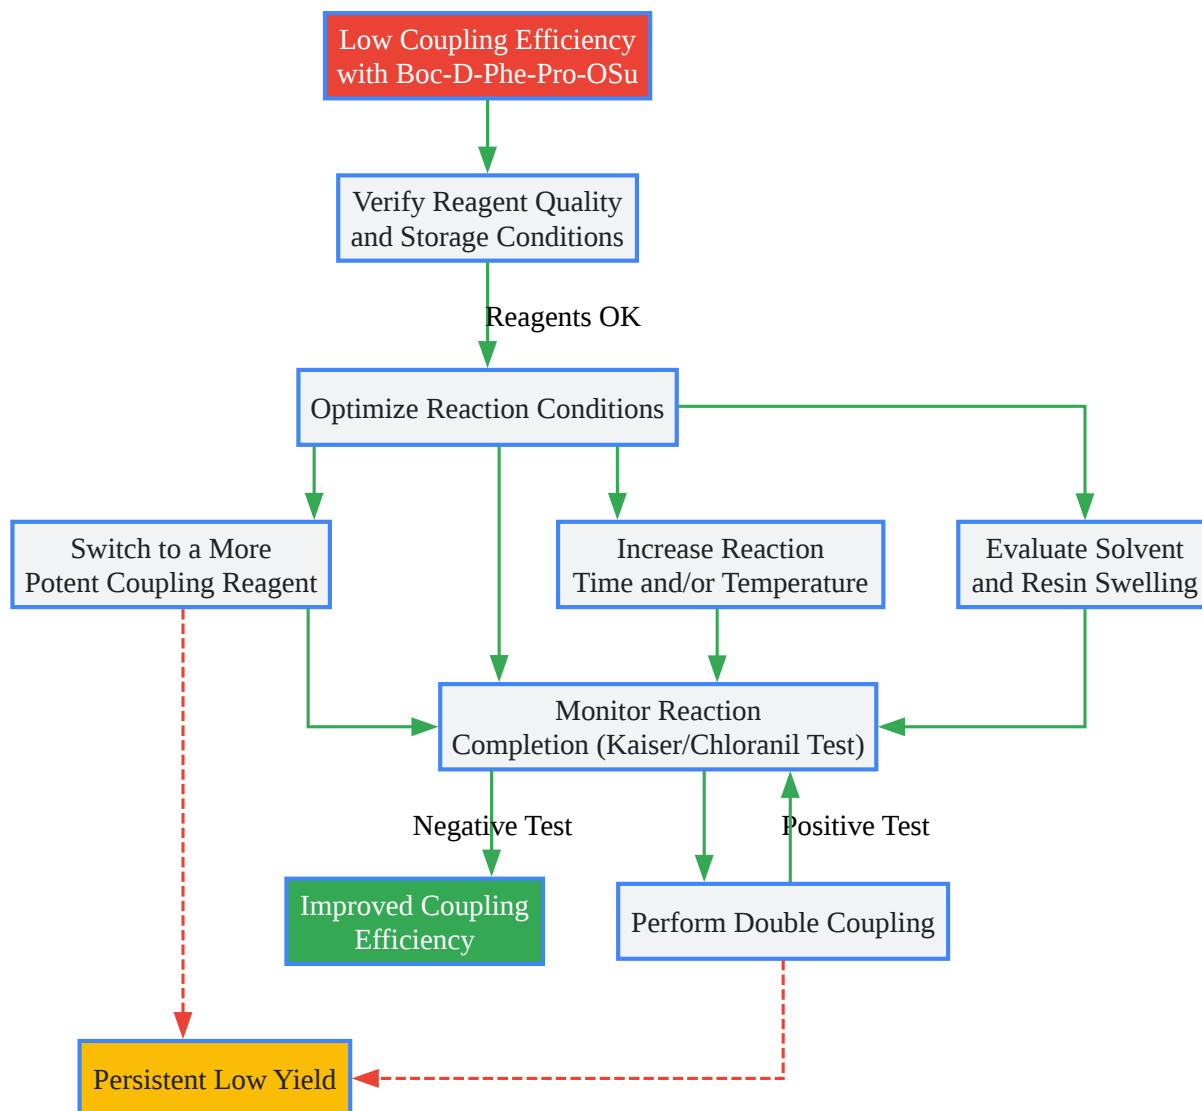 Low Coupling Efficiency
with Boc-D-Phe-Pro-OSu
Verify Reagent Quality
and Storage Conditions
Reagents OK
Optimize Reaction Conditions
Switch to a More
Potent Coupling Reagent
Increase Reaction
Time and/or Temperature
Evaluate Solvent
and Resin Swelling
Monitor Reaction
Completion (Kaiser/Chloranil Test)
Negative Test
Positive Test
Improved Coupling
Efficiency
Perform Double Coupling
Persistent Low Yield